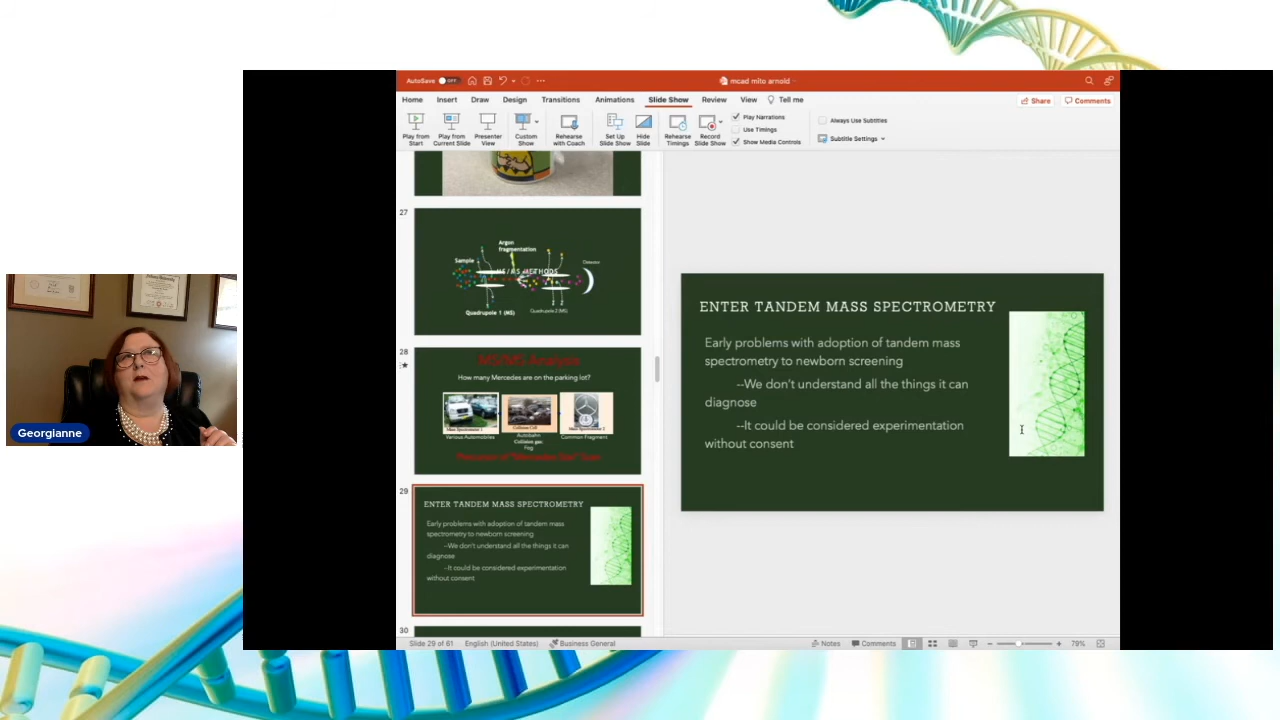 AutoSave OFF
mcad mito arnold
Home Insert Draw Design Transitions Animations Slide Show Review View Tell me
Share Comments
Play from Start
Play from Current Slide
Presenter View
Custom Show
Rehearse with Coach
Set Up Slide Show
Hide Slide
Rehearse Timings
Record Slide Show
Play Narrations
Use Timings
Show Media Controls
Always Use Subtitles
Subtitle Settings
27
Argon
fragmentation
Sample
Detector
MS/MS METHODS
Quadrupole 1 (MS)
Quadrupole 2 (MS)
28
MS/MS Analysis
How many Mercedes are on the parking lot?
Mass Spectrometer 1
Collision Cell
Mass Spectrometer 2
Various Automobiles
Autobahn
Collision gas:
Fog
Common Fragment
29
ENTER TANDEM MASS SPECTROMETRY
Early problems with adoption of tandem mass
spectrometry to newborn screening
--We don't understand all the things it can
diagnose
--It could be considered experimentation
without consent
30
ENTER TANDEM MASS SPECTROMETRY
Early problems with adoption of tandem mass
spectrometry to newborn screening
--We don't understand all the things it can
diagnose
--It could be considered experimentation
without consent
Georgianne
Slide 29 of 61 English (United States) Business General
Notes Comments 79%